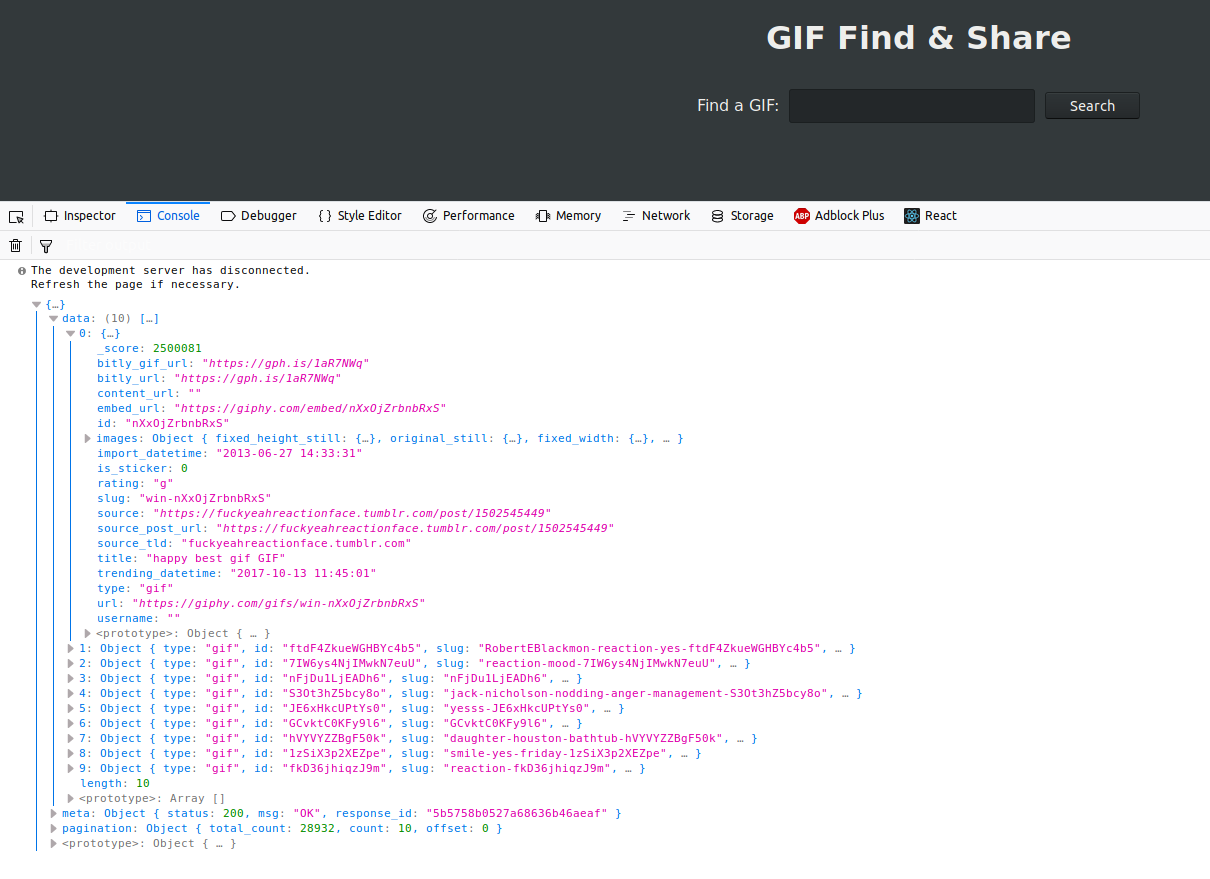 GIF Find & Share
Find a GIF:
Search
Inspector Console Debugger { } Style Editor Performance Memory Network Storage ABP Adblock Plus React
The development server has disconnected.
Refresh the page if necessary.
{…}
data: (10) […]
0: {…}
_score: 2500081
bitly_gif_url: "https://gph.is/1aR7NWq"
bitly_url: "https://gph.is/1aR7NWq"
content_url: ""
embed_url: "https://giphy.com/embed/nXxOjZrbnbRxS"
id: "nXxOjZrbnbRxS"
images: Object { fixed_height_still: {…}, original_still: {…}, fixed_width: {…}, … }
import_datetime: "2013-06-27 14:33:31"
is_sticker: 0
rating: "g"
slug: "win-nXxOjZrbnbRxS"
source: "https://fuckyeahreactionface.tumblr.com/post/1502545449"
source_post_url: "https://fuckyeahreactionface.tumblr.com/post/1502545449"
source_tld: "fuckyeahreactionface.tumblr.com"
title: "happy best gif GIF"
trending_datetime: "2017-10-13 11:45:01"
type: "gif"
url: "https://giphy.com/gifs/win-nXxOjZrbnbRxS"
username: ""
<prototype>: Object { … }
1: Object { type: "gif", id: "ftdF4ZkueWGHBYc4b5", slug: "RobertEBlackmon-reaction-yes-ftdF4ZkueWGHBYc4b5", … }
2: Object { type: "gif", id: "7IW6ys4NjIMwkN7euU", slug: "reaction-mood-7IW6ys4NjIMwkN7euU", … }
3: Object { type: "gif", id: "nFjDu1LjEADh6", slug: "nFjDu1LjEADh6", … }
4: Object { type: "gif", id: "S3Ot3hZ5bcy8o", slug: "jack-nicholson-nodding-anger-management-S3Ot3hZ5bcy8o", … }
5: Object { type: "gif", id: "JE6xHkcUPtYs0", slug: "yesss-JE6xHkcUPtYs0", … }
6: Object { type: "gif", id: "GCvktC0KFy9l6", slug: "GCvktC0KFy9l6", … }
7: Object { type: "gif", id: "hVYVYZZBgF50k", slug: "daughter-houston-bathtub-hVYVYZZBgF50k", … }
8: Object { type: "gif", id: "1zSiX3p2XEZpe", slug: "smile-yes-friday-1zSiX3p2XEZpe", … }
9: Object { type: "gif", id: "fkD36jhiqzJ9m", slug: "reaction-fkD36jhiqzJ9m", … }
length: 10
<prototype>: Array []
meta: Object { status: 200, msg: "OK", response_id: "5b5758b0527a68636b46aeaf" }
pagination: Object { total_count: 28932, count: 10, offset: 0 }
<prototype>: Object { … }